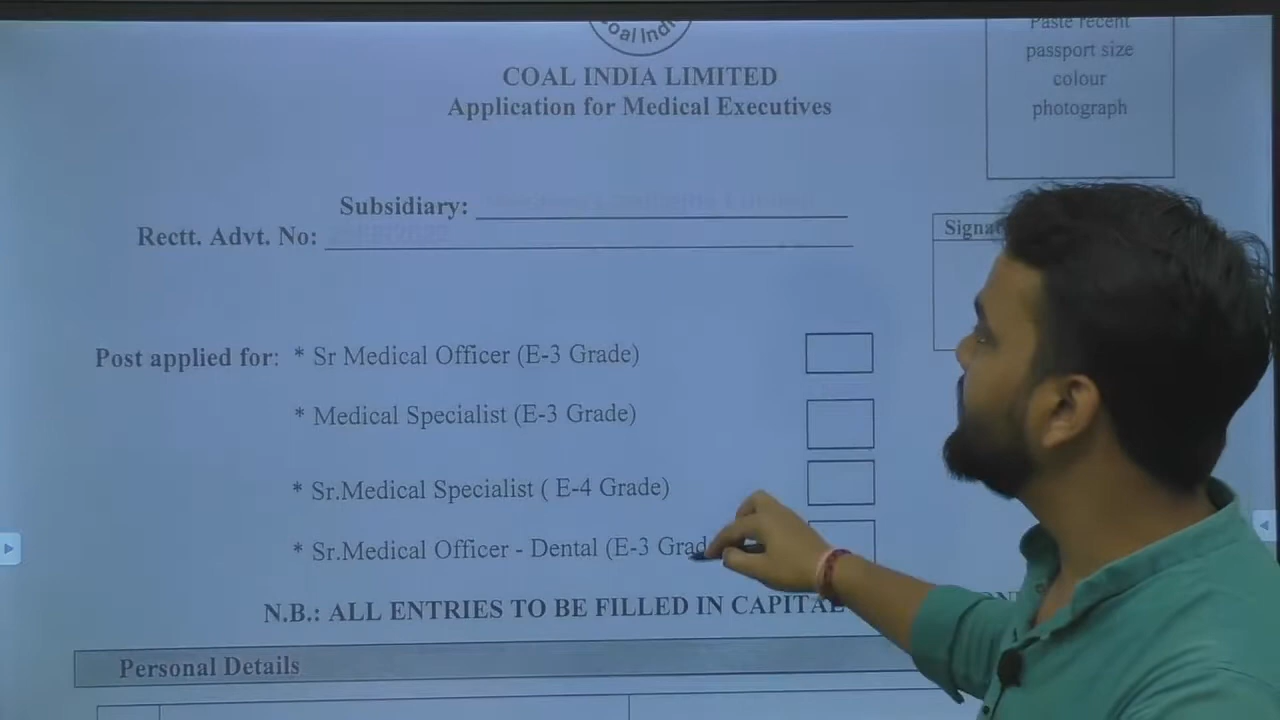 Coal Indi
Paste recent
passport size
colour
photograph
COAL INDIA LIMITED
Application for Medical Executives
Subsidiary:
Rectt. Advt. No:
Signat
Post applied for: * Sr Medical Officer (E-3 Grade)
* Medical Specialist (E-3 Grade)
* Sr.Medical Specialist ( E-4 Grade)
* Sr.Medical Officer - Dental (E-3 Grad
N.B.: ALL ENTRIES TO BE FILLED IN CAPITAL
Personal Details